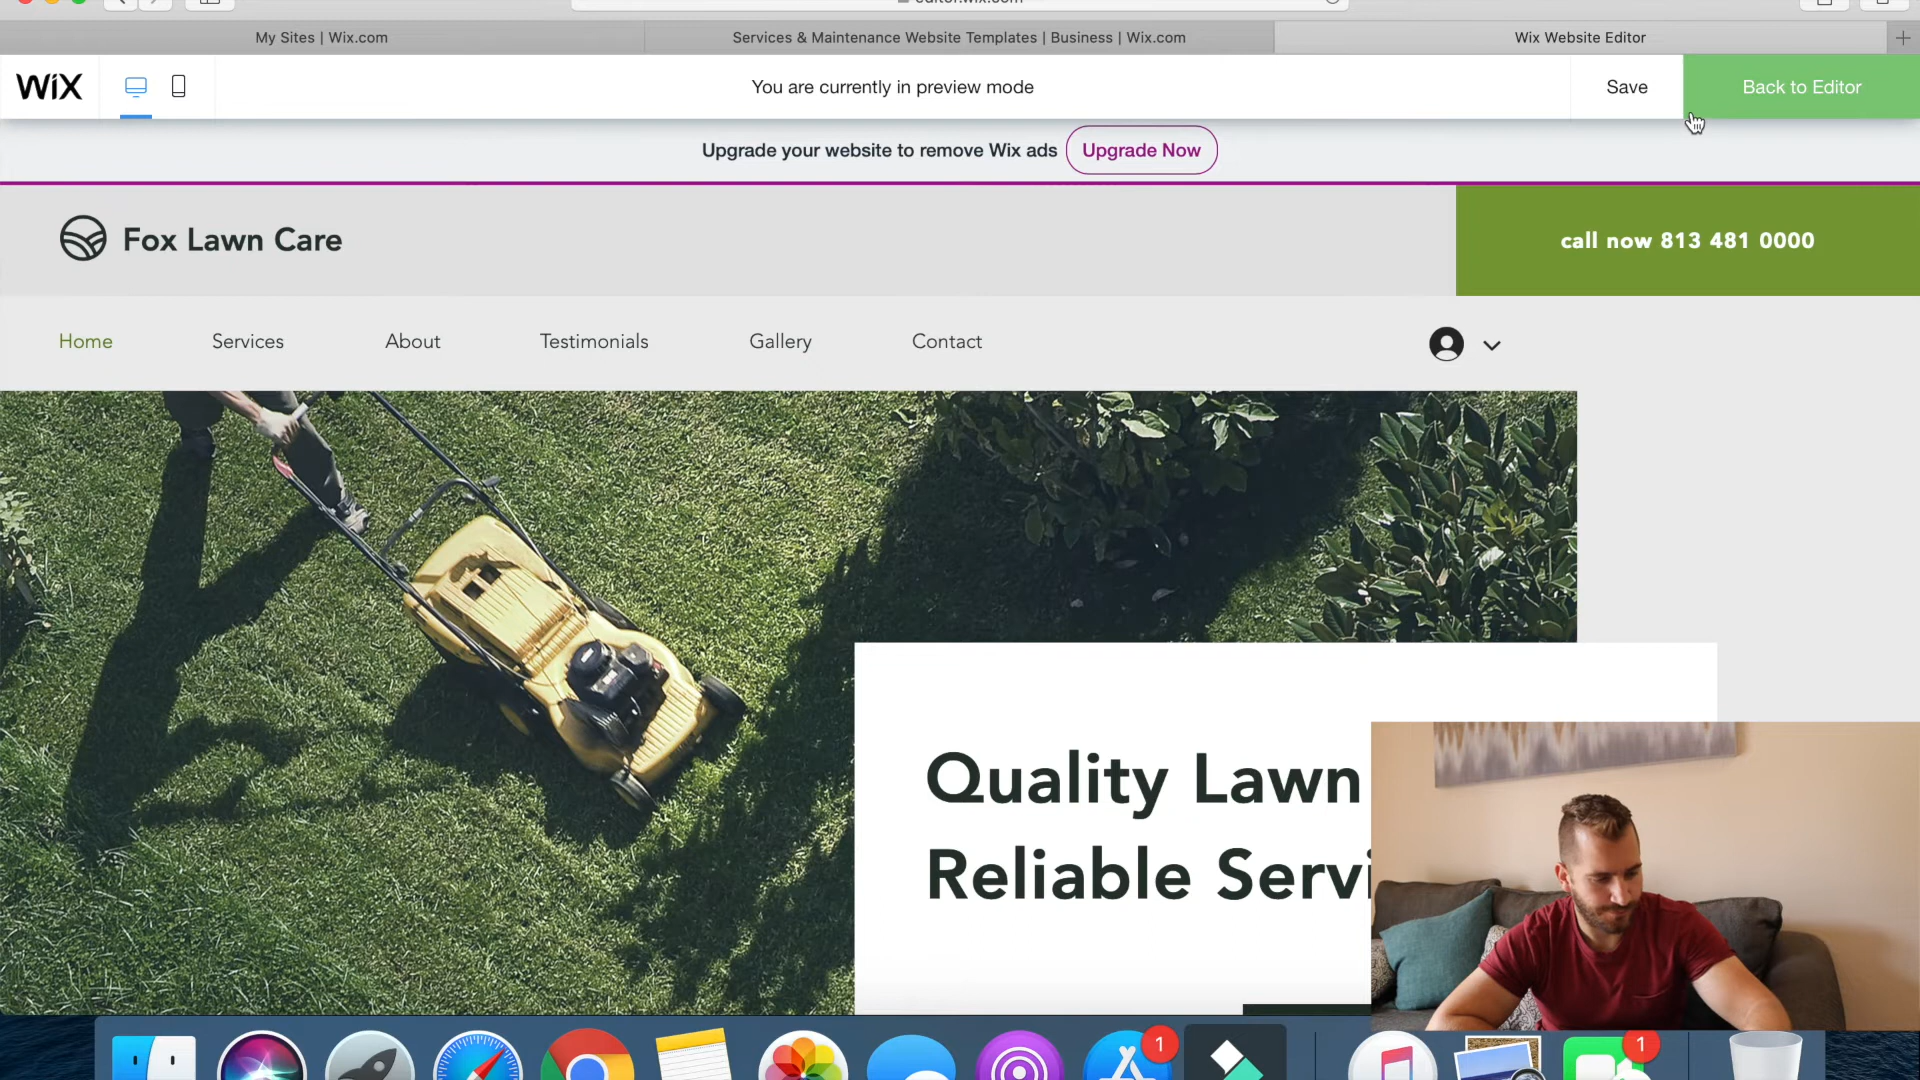 My Sites | Wix.com
Services & Maintenance Website Templates | Business | Wix.com
Wix Website Editor
WiX
You are currently in preview mode
Save
Back to Editor
Upgrade your website to remove Wix ads
Upgrade Now
Fox Lawn Care
call now 813 481 0000
Home
Services
About
Testimonials
Gallery
Contact
Quality Lawn
Reliable Servi
1
1